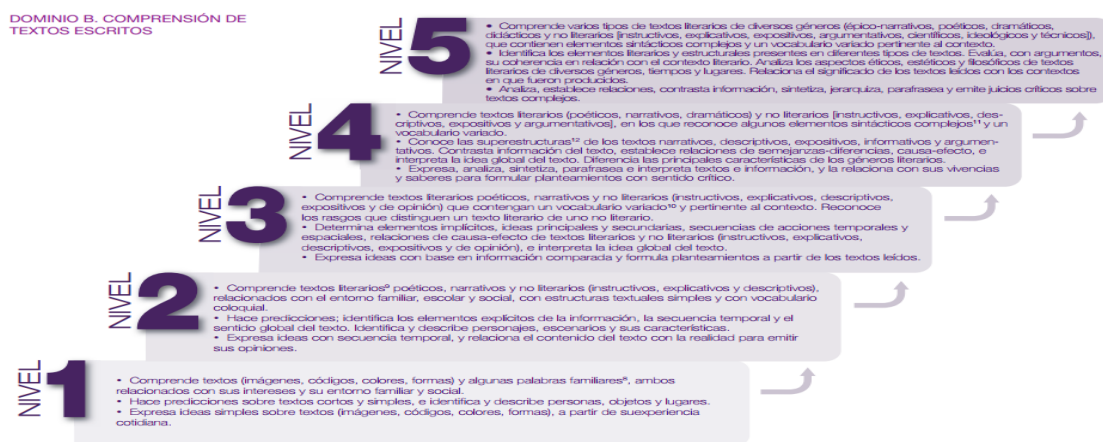 DOMINIO B. COMPRENSIÓN DE
TEXTOS ESCRITOS
NIVEL 5
• Comprende varios tipos de textos literarios de diversos géneros (épico-narrativos, poéticos, dramáticos,
didácticos y no literarios [instructivos, explicativos, expositivos, argumentativos, científicos, ideológicos y técnicos]),
que contienen elementos sintácticos complejos y un vocabulario variado pertinente al contexto.
• Identifica los elementos literarios y estructurales presentes en diferentes tipos de textos. Evalúa, con argumentos,
su coherencia en relación con el contexto literario. Analiza los aspectos éticos, estéticos y filosóficos de textos
literarios de diversos géneros, tiempos y lugares. Relaciona el significado de los textos leídos con los contextos
en que fueron producidos.
• Analiza, establece relaciones, contrasta información, sintetiza, jerarquiza, parafrasea y emite juicios críticos sobre
textos complejos.
NIVEL 4
• Comprende textos literarios (poéticos, narrativos, dramáticos) y no literarios [instructivos, explicativos, des-
criptivos, expositivos y argumentativos], en los que reconoce algunos elementos sintácticos complejos¹¹ y un
vocabulario variado.
• Conoce las superestructuras¹² de los textos narrativos, descriptivos, expositivos, informativos y argumen-
tativos. Contrasta información del texto, establece relaciones de semejanzas-diferencias, causa-efecto, e
interpreta la idea global del texto. Diferencia las principales características de los géneros literarios.
• Expresa, analiza, sintetiza, parafrasea e interpreta textos e información, y la relaciona con sus vivencias
y saberes para formular planteamientos con sentido crítico.
NIVEL 3
• Comprende textos literarios poéticos, narrativos y no literarios (instructivos, explicativos, descriptivos,
expositivos y de opinión) que contengan un vocabulario variado¹⁰ y pertinente al contexto. Reconoce
los rasgos que distinguen un texto literario de uno no literario.
• Determina elementos implícitos, ideas principales y secundarias, secuencias de acciones temporales y
espaciales, relaciones de causa-efecto de textos literarios y no literarios (instructivos, explicativos,
descriptivos, expositivos y de opinión), e interpreta la idea global del texto.
• Expresa ideas con base en información comparada y formula planteamientos a partir de los textos leídos.
NIVEL 2
• Comprende textos literarios⁹ poéticos, narrativos y no literarios (instructivos, explicativos y descriptivos),
relacionados con el entorno familiar, escolar y social, con estructuras textuales simples y con vocabulario
coloquial.
• Hace predicciones; identifica los elementos explícitos de la información, la secuencia temporal y el
sentido global del texto. Identifica y describe personajes, escenarios y sus características.
• Expresa ideas con secuencia temporal, y relaciona el contenido del texto con la realidad para emitir
sus opiniones.
NIVEL 1
• Comprende textos (imágenes, códigos, colores, formas) y algunas palabras familiares⁸, ambos
relacionados con sus intereses y su entorno familiar y social.
• Hace predicciones sobre textos cortos y simples, e identifica y describe personas, objetos y lugares.
• Expresa ideas simples sobre textos (imágenes, códigos, colores, formas), a partir de suexperiencia
cotidiana.